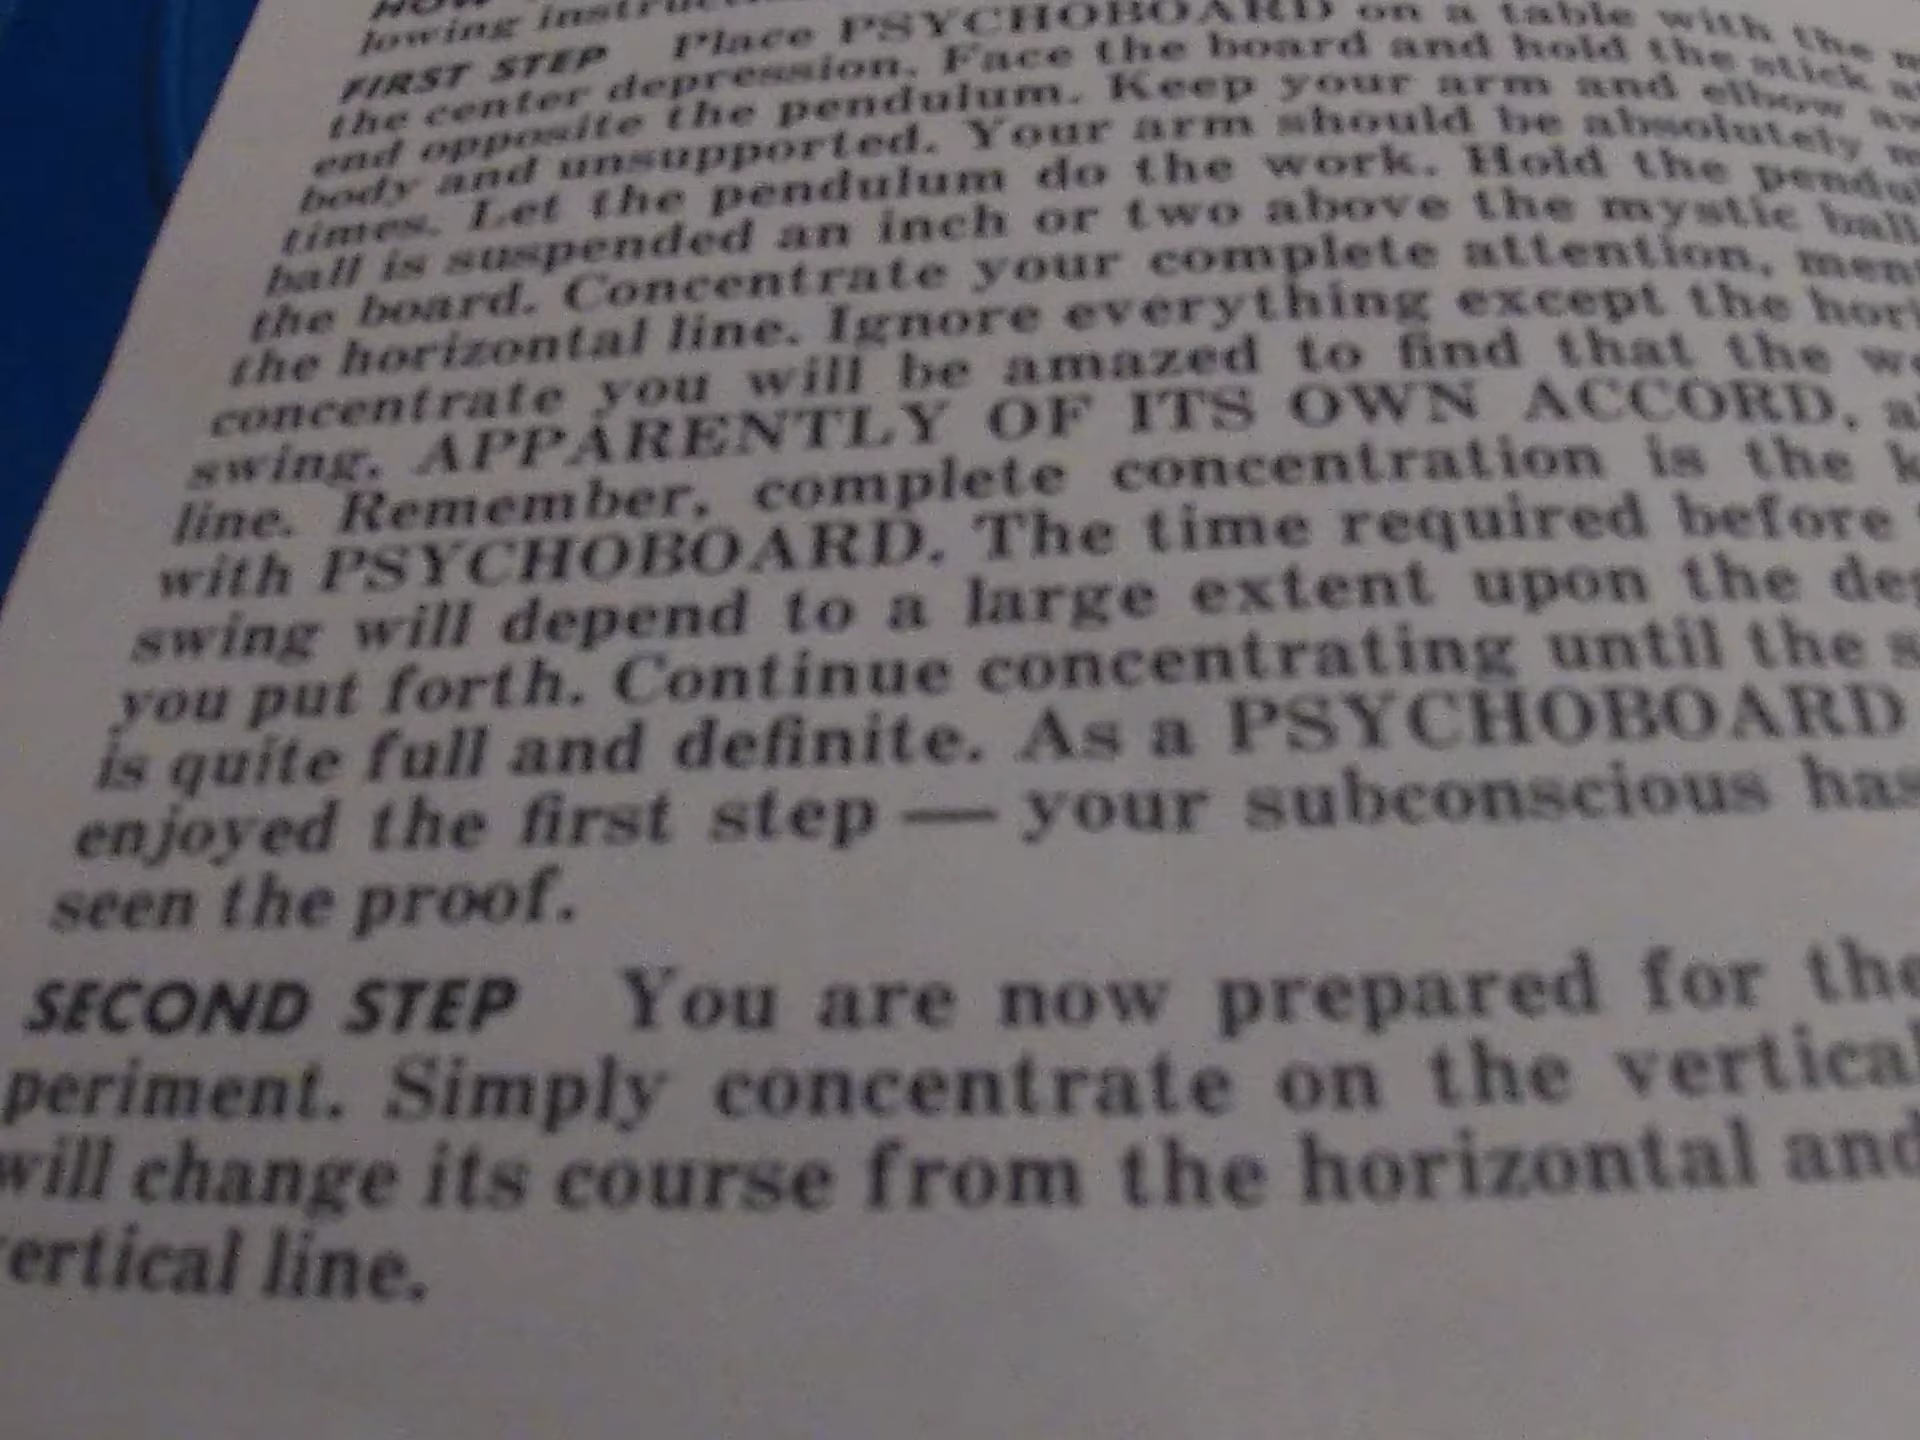 HOW
lowing
FIRST STEP Place PSYCHOBOARD on a table with the
the center depression. Face the board and hold the stick
end opposite the pendulum. Keep your arm and elbow
body and unsupported. Your arm should be absolutely
times. Let the pendulum do the work. Hold the
ball is suspended an inch or two above the mystic ball
the board. Concentrate your complete attention,
the horizontal line. Ignore everything except the
concentrate you will be amazed to find that the
swing, APPARENTLY OF ITS OWN ACCORD,
line. Remember, complete concentration is the
with PSYCHOBOARD. The time required before
swing will depend to a large extent upon the
you put forth. Continue concentrating until the
is quite full and definite. As a PSYCHOBOARD
enjoyed the first step — your subconscious has
seen the proof.
SECOND STEP You are now prepared for the
periment. Simply concentrate on the vertical
will change its course from the horizontal and
ertical line.